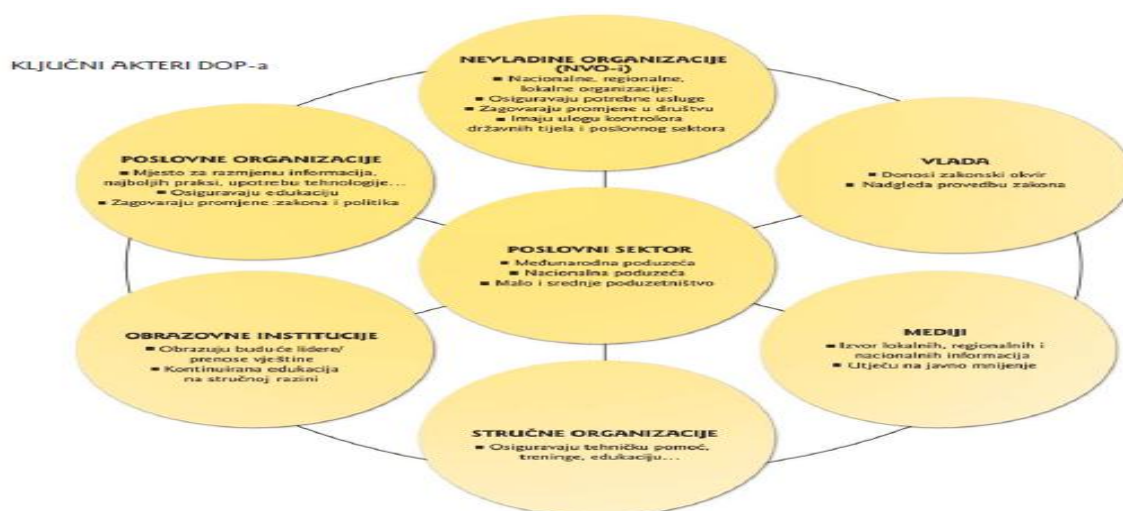 KLJUČNI AKTERI DOP-a
NEVLADINE ORGANIZACIJE
(NVO-i)
▪ Nacionalne, regionalne,
lokalne organizacije:
▪ Osiguravaju potrebne usluge
▪ Zagovaraju promjene u društvu
▪ Imaju ulogu kontrolora
državnih tijela i poslovnog sektora
POSLOVNE ORGANIZACIJE
▪ Mjesto za razmjenu informacija,
najboljih praksi, upotrebu tehnologije...
▪ Osiguravaju edukaciju
▪ Zagovaraju promjene zakona i politika
VLADA
▪ Donosi zakonski okvir
▪ Nadgleda provedbu zakona
POSLOVNI SEKTOR
▪ Međunarodna poduzeća
▪ Nacionalna poduzeća
▪ Malo i srednje poduzetništvo
OBRAZOVNE INSTITUCIJE
▪ Obrazuju buduće lidere/
prenose vještine
▪ Kontinuirana edukacija
na stručnoj razini
MEDIJI
▪ Izvor lokalnih, regionalnih i
nacionalnih informacija
▪ Utječu na javno mnijenje
STRUČNE ORGANIZACIJE
▪ Osiguravaju tehničku pomoć,
treninge, edukaciju...